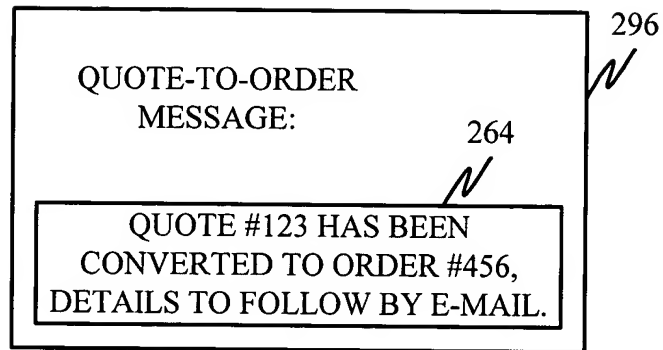 296
QUOTE-TO-ORDER
MESSAGE:
264
QUOTE #123 HAS BEEN
CONVERTED TO ORDER #456,
DETAILS TO FOLLOW BY E-MAIL.